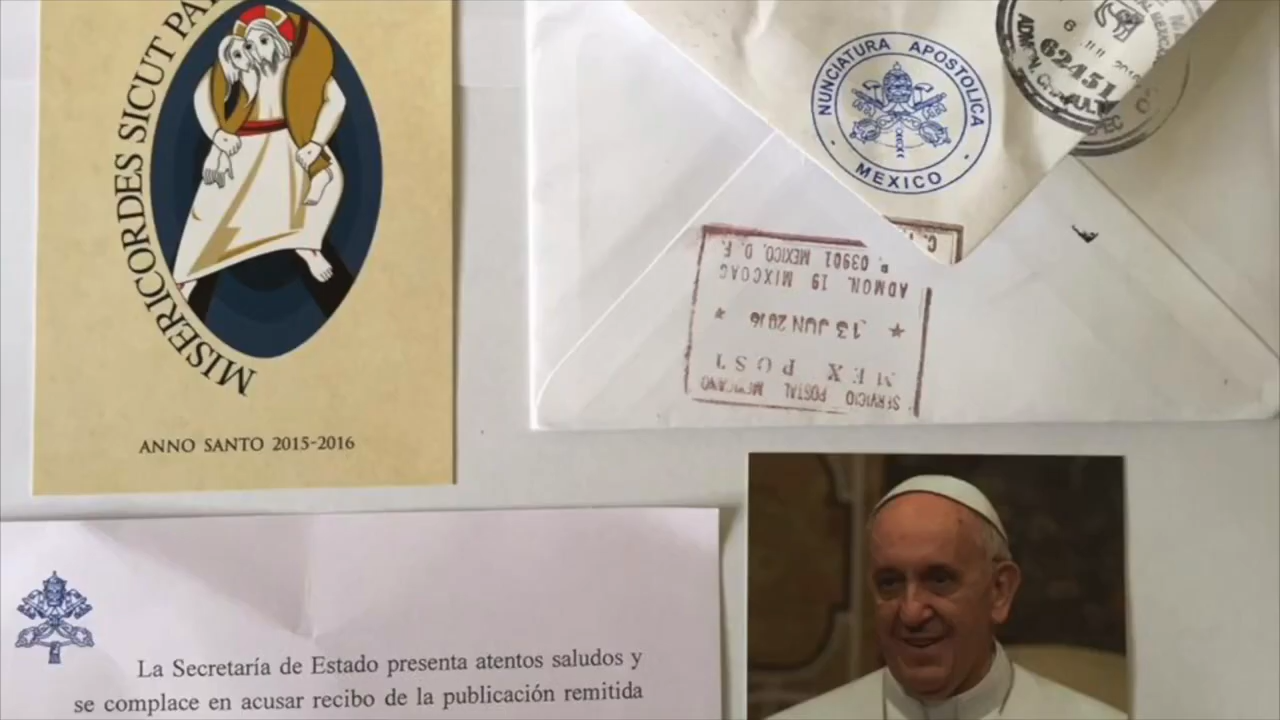 MISERICORDES SICUT PA
ANNO SANTO 2015-2016
NUNCIATURA APOSTOLICA
· MEXICO ·
62451
SERVICIO POSTAL MEXICANO
MEX POST
★ 13 JUN 2016 ★
ADMON. 19 MIXCOAC
03901 MEXICO, D. F.
La Secretaría de Estado presenta atentos saludos y
se complace en acusar recibo de la publicación remitida